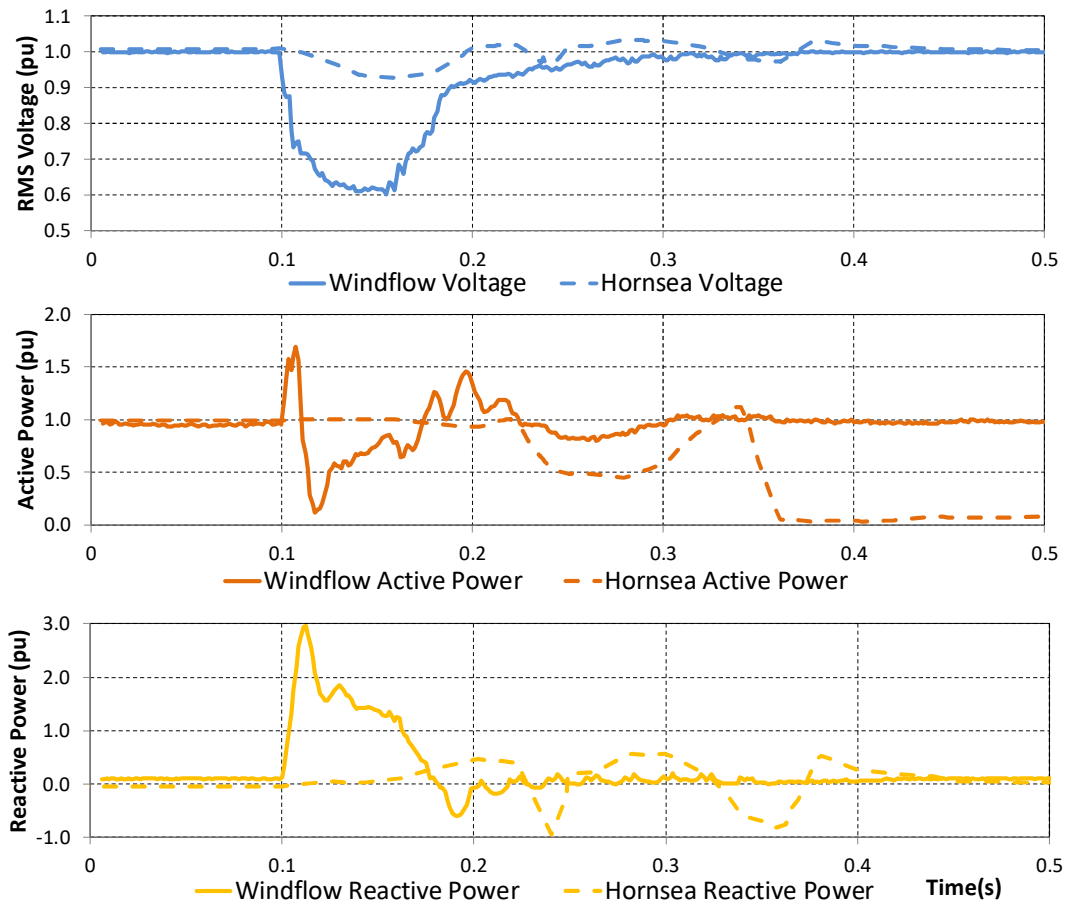 RMS Voltage (pu)
1.1
1.0
0.9
0.8
0.7
0.6
0.5
0 0.1 0.2 0.3 0.4 0.5
Windflow Voltage Hornsea Voltage
Active Power (pu)
2.0
1.5
1.0
0.5
0.0
0 0.1 0.2 0.3 0.4 0.5
Windflow Active Power Hornsea Active Power
Reactive Power (pu)
3.0
2.0
1.0
0.0
-1.0
0 0.1 0.2 0.3 0.4 0.5
Windflow Reactive Power Hornsea Reactive Power Time(s)